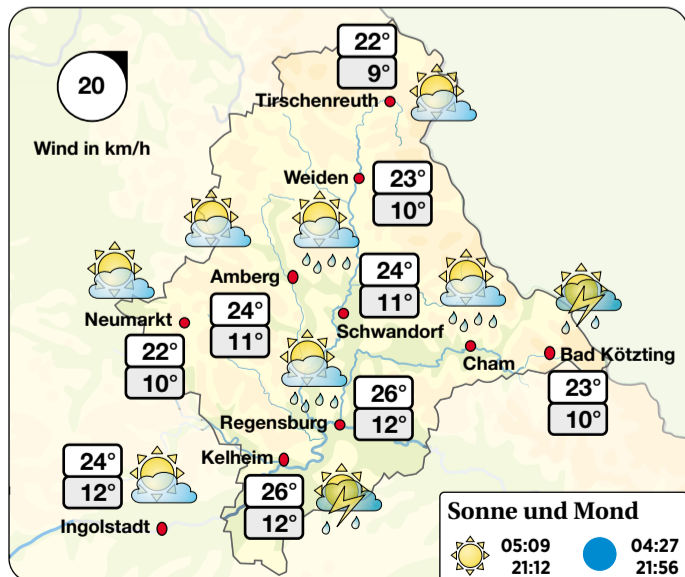 22°
9°
Tirschenreuth
20
Wind in km/h
Weiden
23°
10°
Amberg
24°
11°
24°
11°
Schwandorf
Neumarkt
22°
10°
Cham
Bad Kötzting
23°
10°
26°
12°
Regensburg
Kelheim
24°
12°
26°
12°
Ingolstadt
Sonne und Mond
05:09 04:27
21:12 21:56